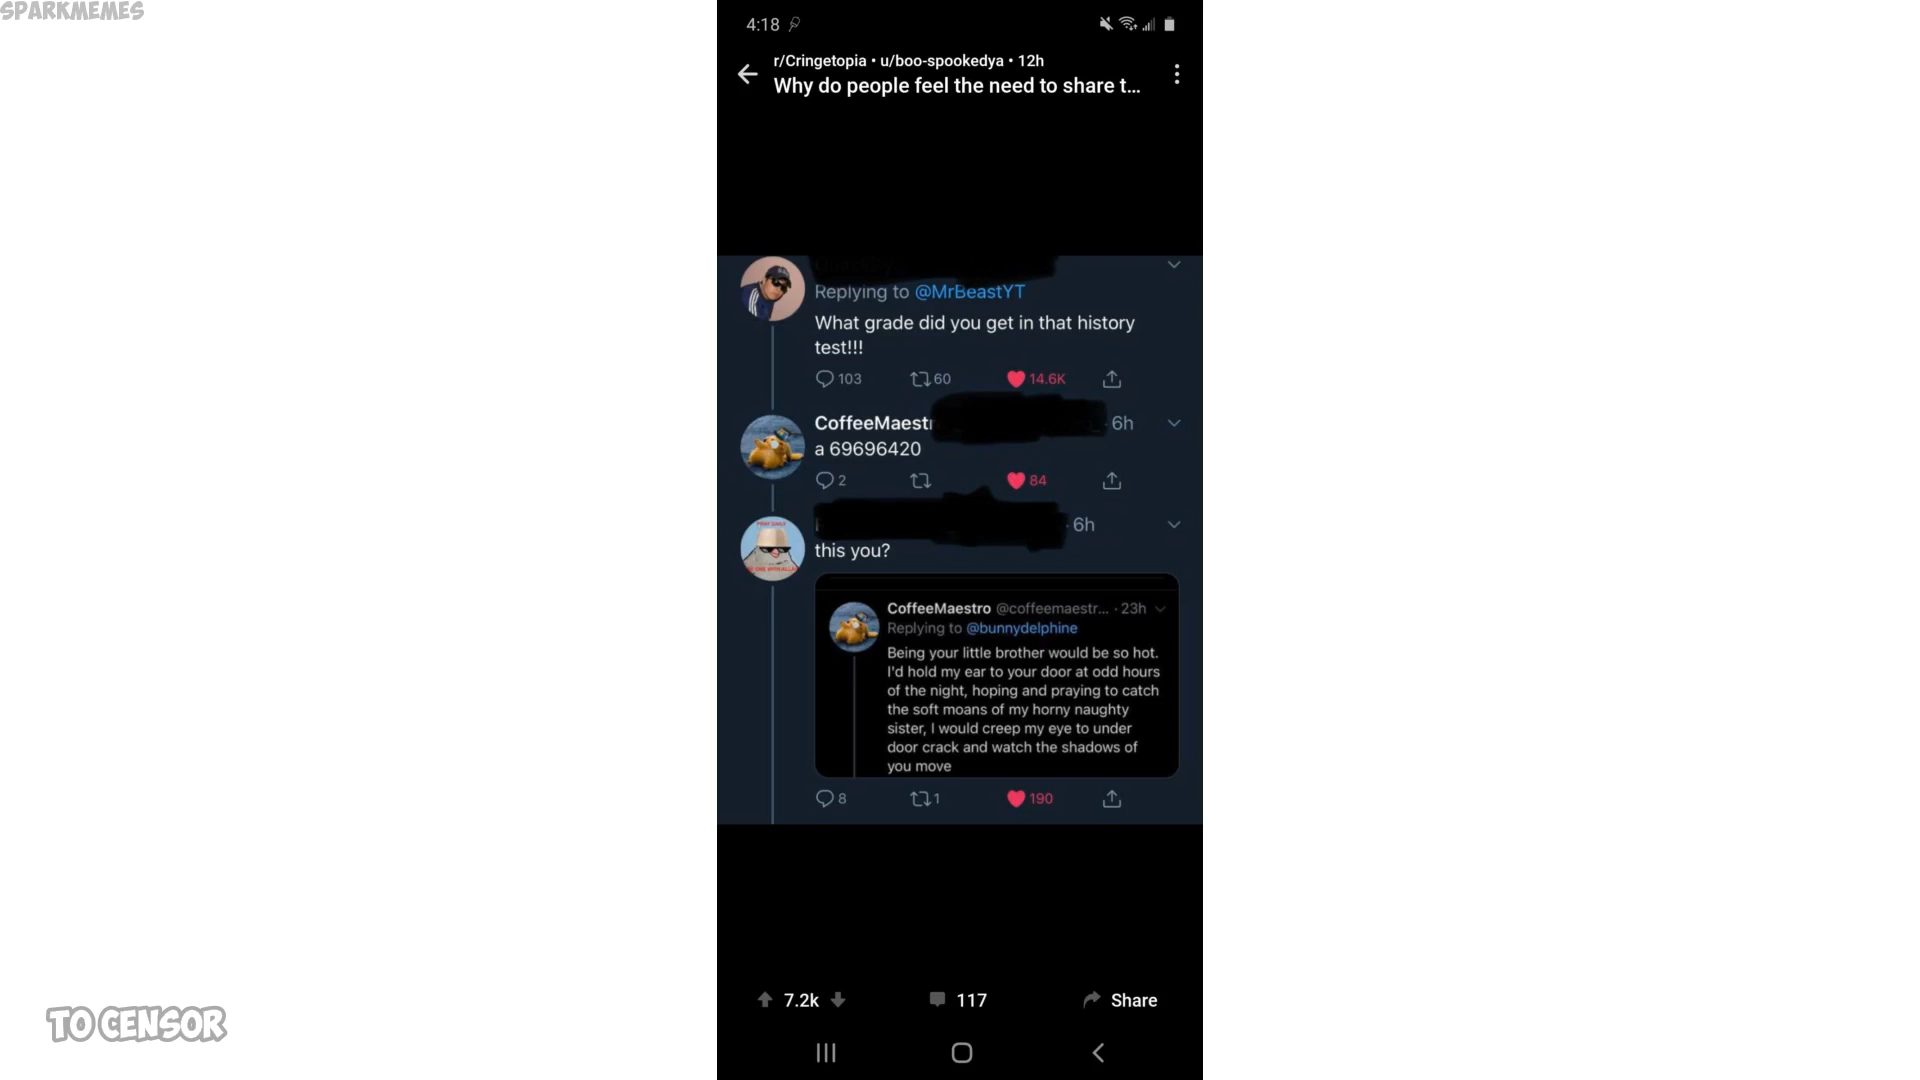 SPARKMEMES
4:18
r/Cringetopia • u/boo-spookedya • 12h
Why do people feel the need to share t...
Replying to @MrBeastYT
What grade did you get in that history
test!!!
103 60 14.6K
CoffeeMaestr 6h
a 69696420
2 84
· 6h
this you?
CoffeeMaestro @coffeemaestr... · 23h
Replying to @bunnydelphine
Being your little brother would be so hot.
I'd hold my ear to your door at odd hours
of the night, hoping and praying to catch
the soft moans of my horny naughty
sister, I would creep my eye to under
door crack and watch the shadows of
you move
8 1 190
7.2k 117 Share
TO CENSOR